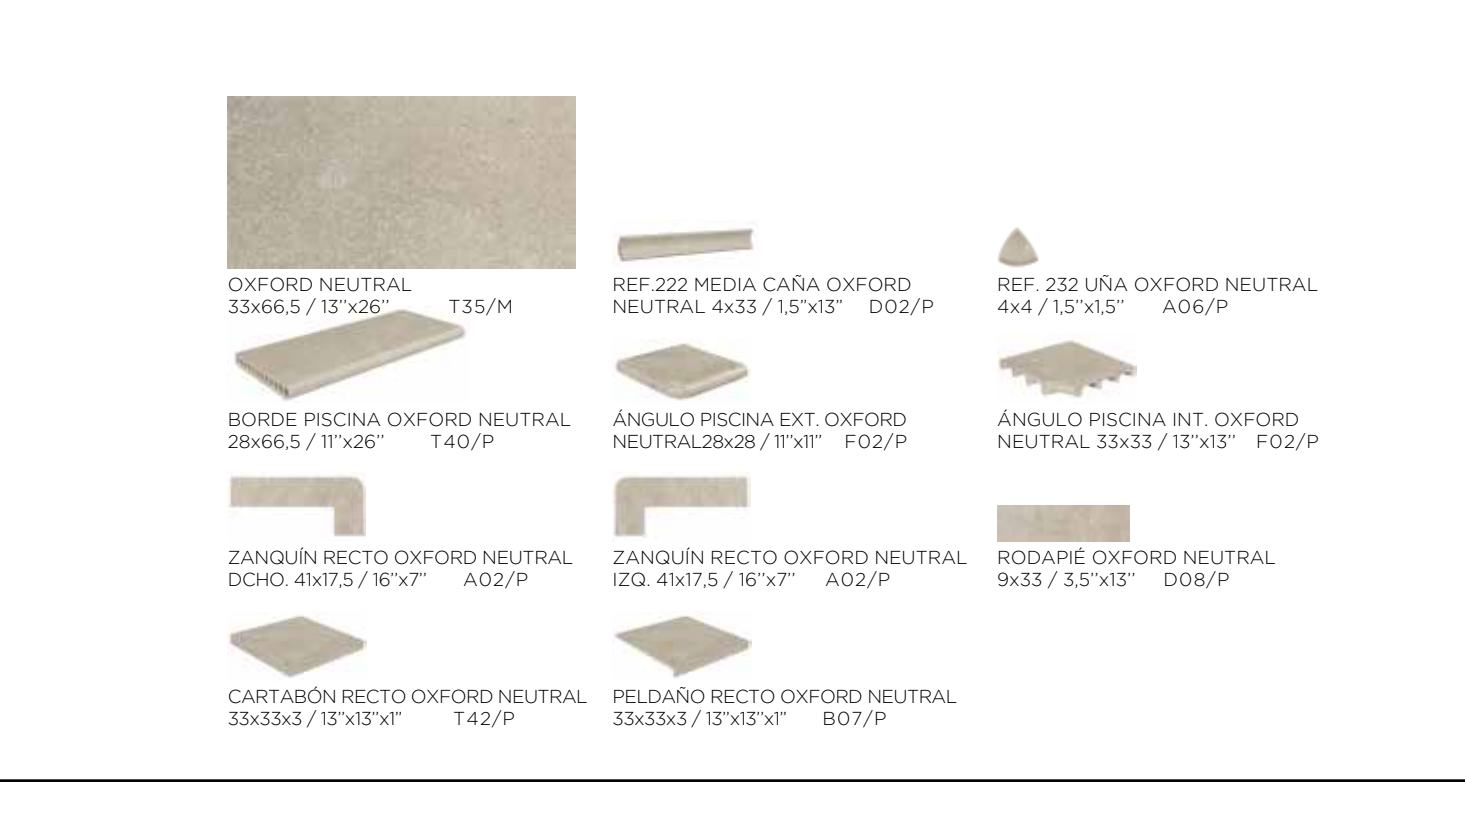 OXFORD NEUTRAL
33x66,5 / 13’’x26’’ T35/M
REF.222 MEDIA CAÑA OXFORD
NEUTRAL 4x33 / 1,5’’x13’’ D02/P
REF. 232 UÑA OXFORD NEUTRAL
4x4 / 1,5’’x1,5’’ A06/P
BORDE PISCINA OXFORD NEUTRAL
28x66,5 / 11’’x26’’ T40/P
ÁNGULO PISCINA EXT. OXFORD
NEUTRAL28x28 / 11’’x11’’ F02/P
ÁNGULO PISCINA INT. OXFORD
NEUTRAL 33x33 / 13’’x13’’ F02/P
ZANQUÍN RECTO OXFORD NEUTRAL
DCHO. 41x17,5 / 16’’x7’’ A02/P
ZANQUÍN RECTO OXFORD NEUTRAL
IZQ. 41x17,5 / 16’’x7’’ A02/P
RODAPIÉ OXFORD NEUTRAL
9x33 / 3,5’’x13’’ D08/P
CARTABÓN RECTO OXFORD NEUTRAL
33x33x3 / 13’’x13’’x1’’ T42/P
PELDAÑO RECTO OXFORD NEUTRAL
33x33x3 / 13’’x13’’x1’’ B07/P